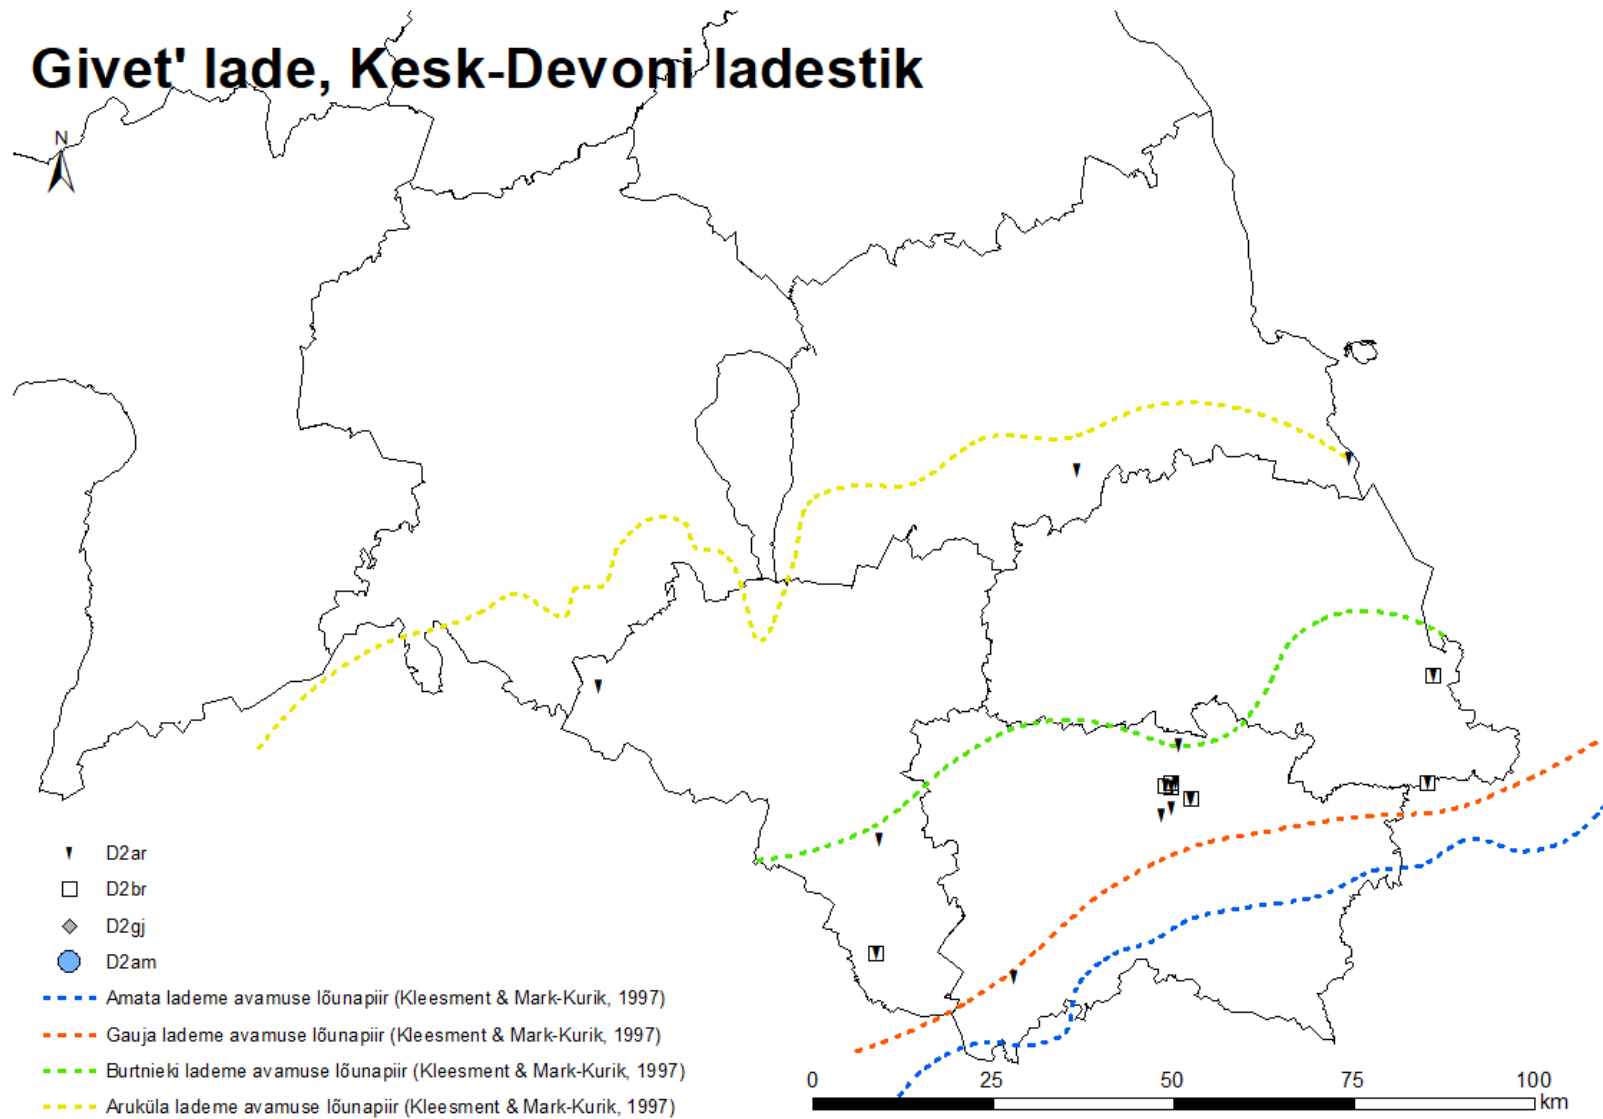 Givet' lade, Kesk-Devoni ladestik
N
D2ar
D2br
D2gj
D2am
Amata lademe avamuse lõunapiir (Kleesment & Mark-Kurik, 1997)
Gauja lademe avamuse lõunapiir (Kleesment & Mark-Kurik, 1997)
Burtnieki lademe avamuse lõunapiir (Kleesment & Mark-Kurik, 1997)
Aruküla lademe avamuse lõunapiir (Kleesment & Mark-Kurik, 1997)
0 25 50 75 100
km